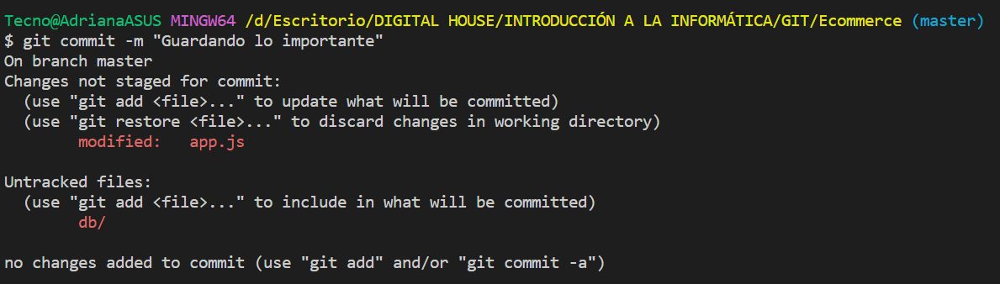 Tecno@AdrianaASUS MINGW64 /d/Escritorio/DIGITAL HOUSE/INTRODUCCIÓN A LA INFORMÁTICA/GIT/Ecommerce (master)
$ git commit -m "Guardando lo importante"
On branch master
Changes not staged for commit:
  (use "git add <file>..." to update what will be committed)
  (use "git restore <file>..." to discard changes in working directory)
        modified:   app.js

Untracked files:
  (use "git add <file>..." to include in what will be committed)
        db/

no changes added to commit (use "git add" and/or "git commit -a")